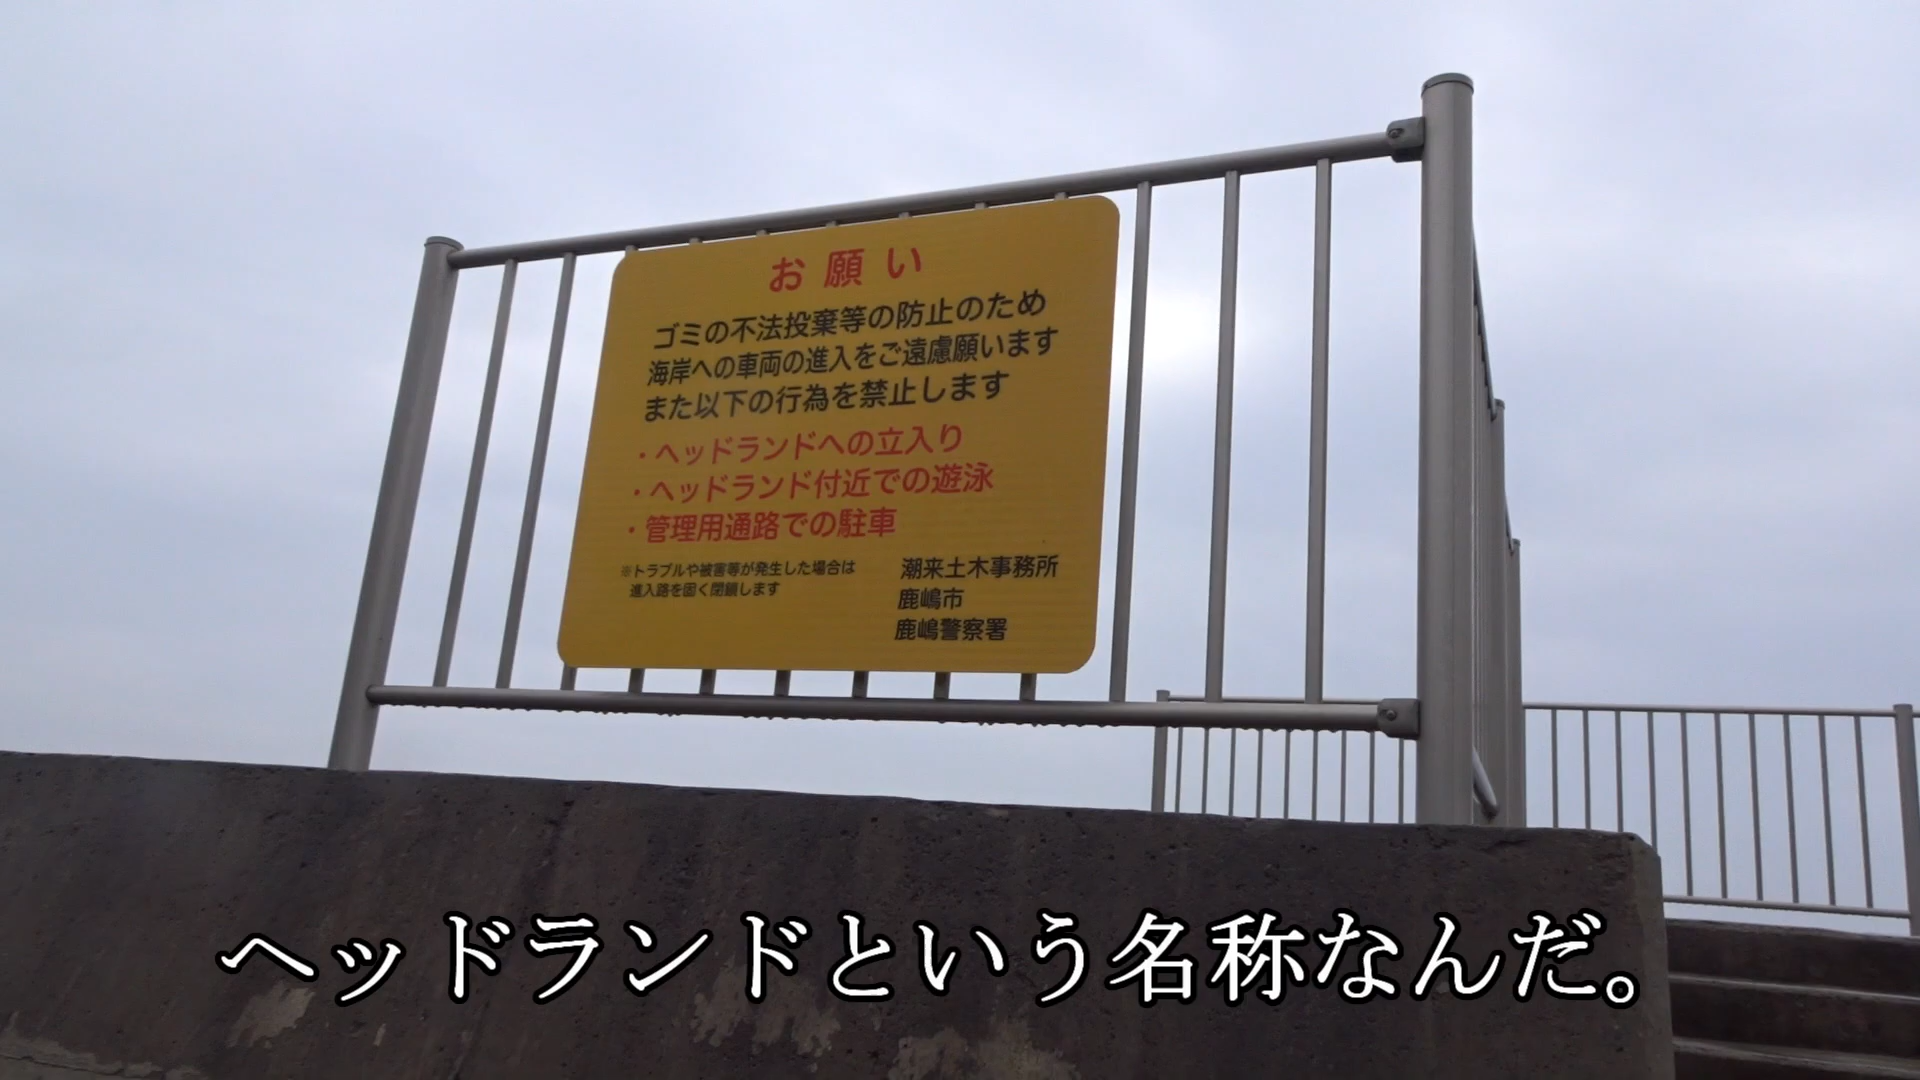 お願い
ゴミの不法投棄等の防止のため
海岸への車両の進入をご遠慮願います
また以下の行為を禁止します
・ヘッドランドへの立入り
・ヘッドランド付近での遊泳
・管理用通路での駐車
※トラブルや被害等が発生した場合は
進入路を固く閉鎖します
潮来土木事務所
鹿嶋市
鹿嶋警察署
ヘッドランドという名称なんだ。